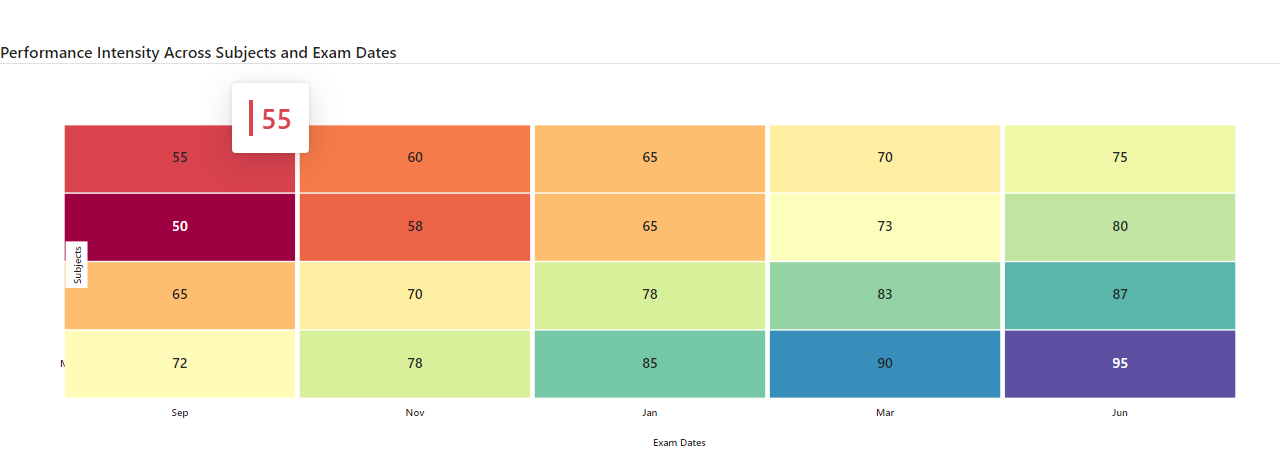 Performance Intensity Across Subjects and Exam Dates
55
55 60 65 70 75
50 58 65 73 80
Subjects
65 70 78 83 87
72 78 85 90 95
Sep Nov Jan Mar Jun
Exam Dates